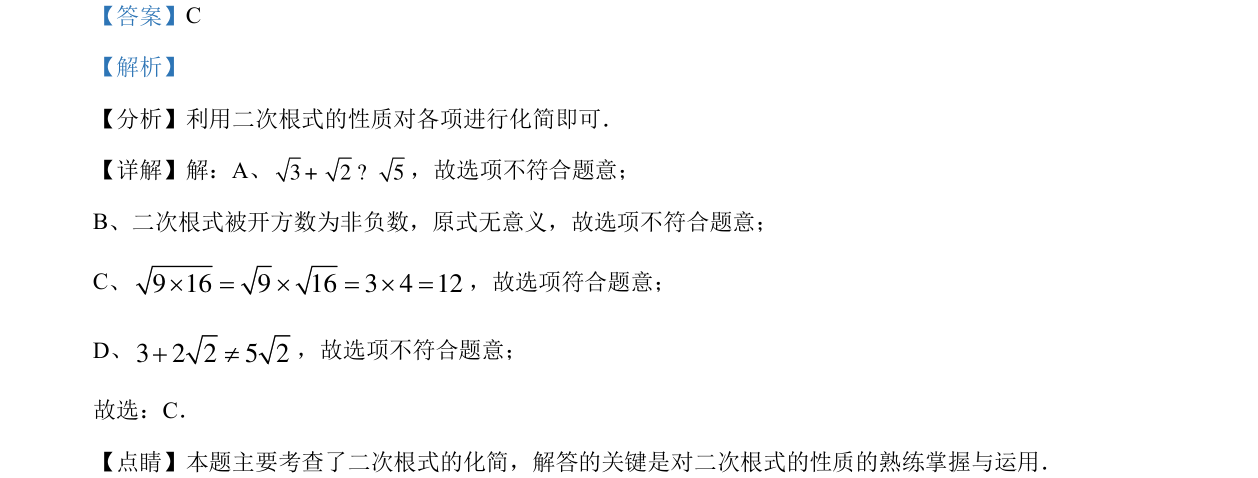 【答案】C
【解析】
【分析】利用二次根式的性质对各项进行化简即可．
【详解】解：A、√3+ √2 ? √5，故选项不符合题意；
B、二次根式被开方数为非负数，原式无意义，故选项不符合题意；
C、√(9×16) = √9 × √16 = 3×4 = 12，故选项符合题意；
D、3+2√2 ≠ 5√2，故选项不符合题意；
故选：C．
【点睛】本题主要考查了二次根式的化简，解答的关键是对二次根式的性质的熟练掌握与运用．